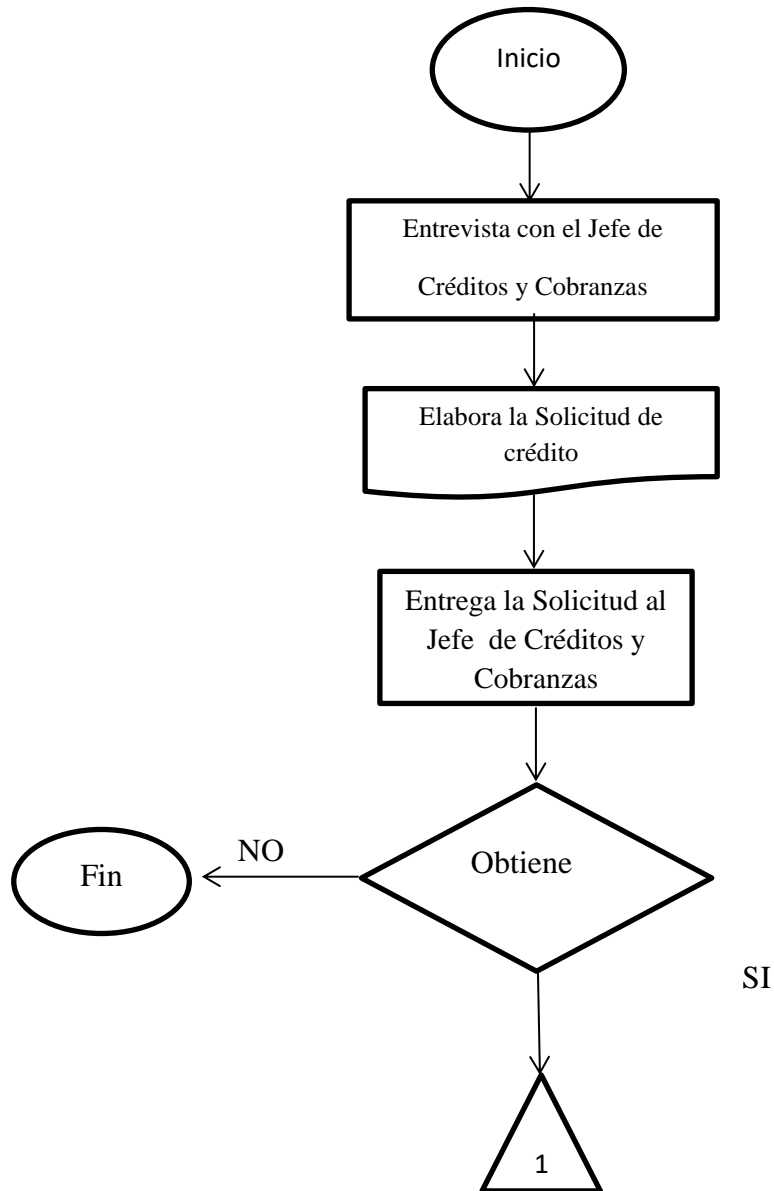 Inicio
Entrevista con el Jefe de
Créditos y Cobranzas
Elabora la Solicitud de
crédito
Entrega la Solicitud al
Jefe de Créditos y
Cobranzas
NO
Fin
Obtiene
SI
1